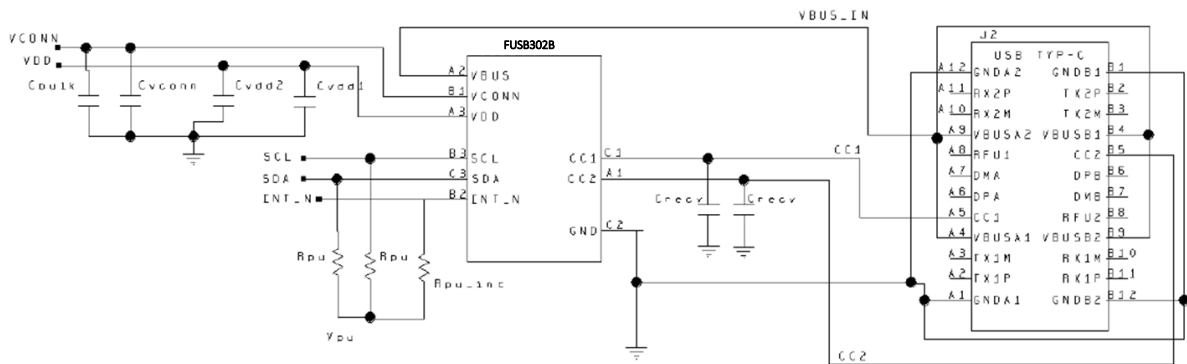 VBUS_IN
VCONN
VDD
FUSB302B
J2
USB TYP-C
Cbulk
Cvconn
Cvdd2
Cvdd1
A2 VBUS
B1 VCONN
A3 VDD
SCL B3 SCL
SDA C3 SDA
INT_N B2 INT_N
CC1 C1
CC2 A1
GND C2
CC1
Crecv Crecv
Rpu Rpu Rpu_int
Vpu
CC2
A12 GNDA2 GNDB1 B1
A11 RX2P TX2P B2
A10 RX2M TX2M B3
A9 VBUSA2 VBUSB1 B4
A8 RFU1 CC2 B5
A7 DMA DPB B6
A6 DPA DMB B7
A5 CC1 RFU2 B8
A4 VBUSA1 VBUSB2 B9
A3 TX1M RX1M B10
A2 TX1P RX1P B11
A1 GNDA1 GNDB2 B12